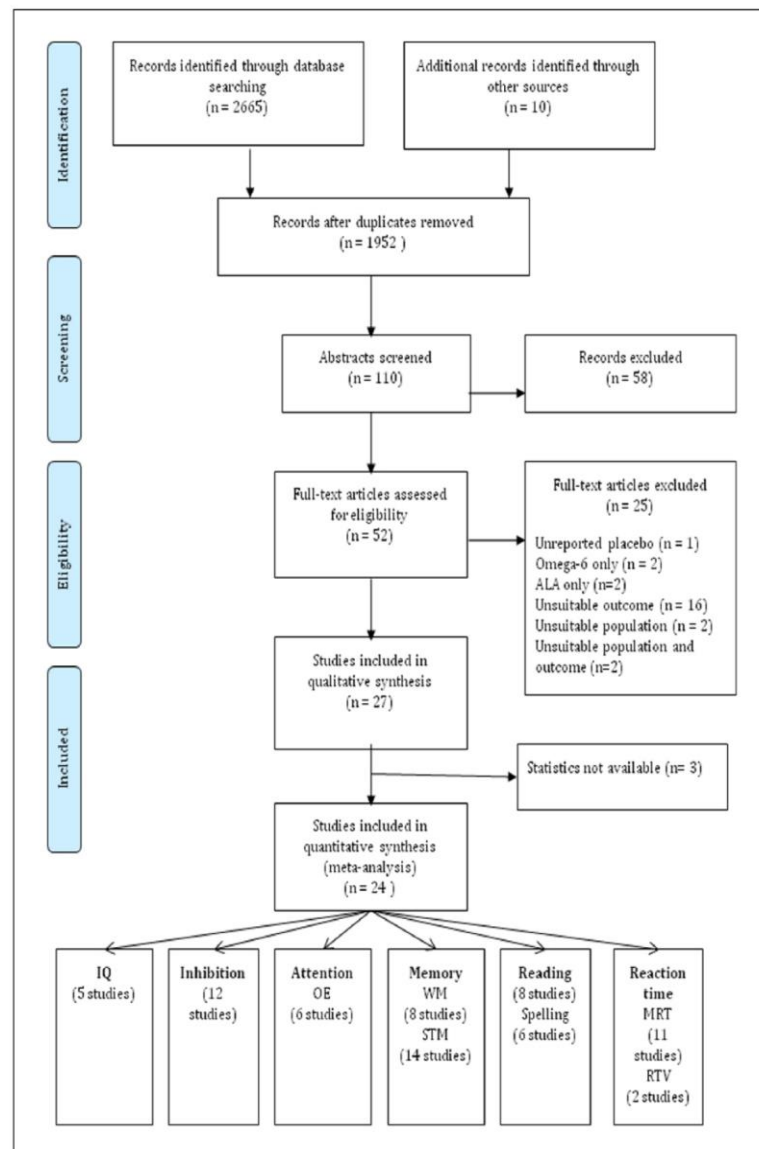 Identification
Records identified through database
searching
(n = 2665)
Additional records identified through
other sources
(n = 10)
Records after duplicates removed
(n = 1952 )
Screening
Abstracts screened
(n = 110)
Records excluded
(n = 58)
Eligibility
Full-text articles assessed
for eligibility
(n = 52)
Full-text articles excluded
(n = 25)
Unreported placebo (n = 1)
Omega-6 only (n = 2)
ALA only (n=2)
Unsuitable outcome (n = 16)
Unsuitable population (n = 2)
Unsuitable population and
outcome (n=2)
Included
Studies included in
qualitative synthesis
(n = 27)
Statistics not available (n= 3)
Studies included in
quantitative synthesis
(meta-analysis)
(n = 24 )
IQ
(5 studies)
Inhibition
(12
studies)
Attention
OE
(6 studies)
Memory
WM
(8 studies)
STM
(14 studies)
Reading
(8 studies)
Spelling
(6 studies)
Reaction
time
MRT
(11
studies)
RTV
(2 studies)